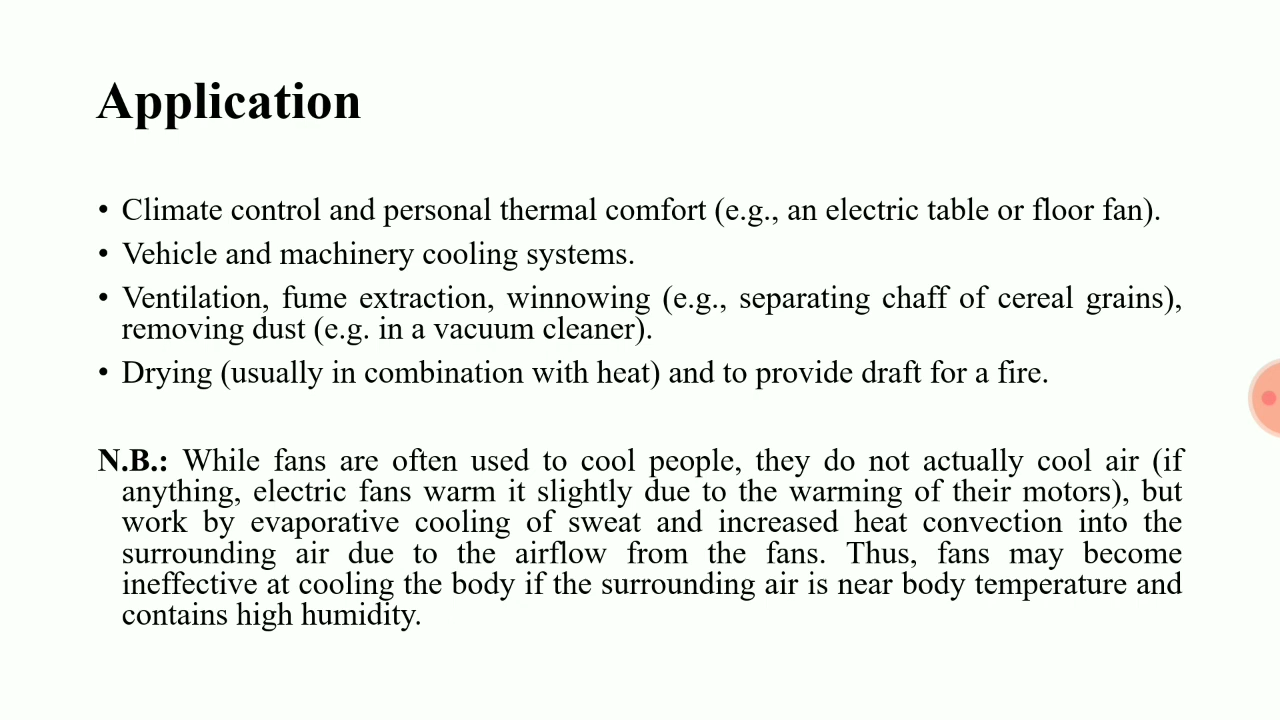 Application
• Climate control and personal thermal comfort (e.g., an electric table or floor fan).
• Vehicle and machinery cooling systems.
• Ventilation, fume extraction, winnowing (e.g., separating chaff of cereal grains),
removing dust (e.g. in a vacuum cleaner).
• Drying (usually in combination with heat) and to provide draft for a fire.
N.B.: While fans are often used to cool people, they do not actually cool air (if
anything, electric fans warm it slightly due to the warming of their motors), but
work by evaporative cooling of sweat and increased heat convection into the
surrounding air due to the airflow from the fans. Thus, fans may become
ineffective at cooling the body if the surrounding air is near body temperature and
contains high humidity.